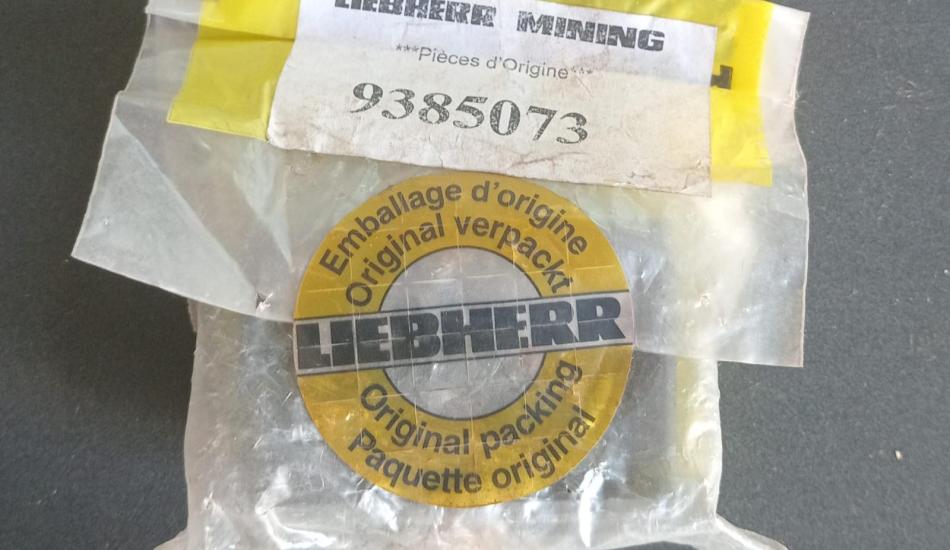 LIEBHERR MINING
***Pièces d'Origine***
9385073
Emballage d'origine
Original verpackt
LIEBHERR
Original packing
Paquette original